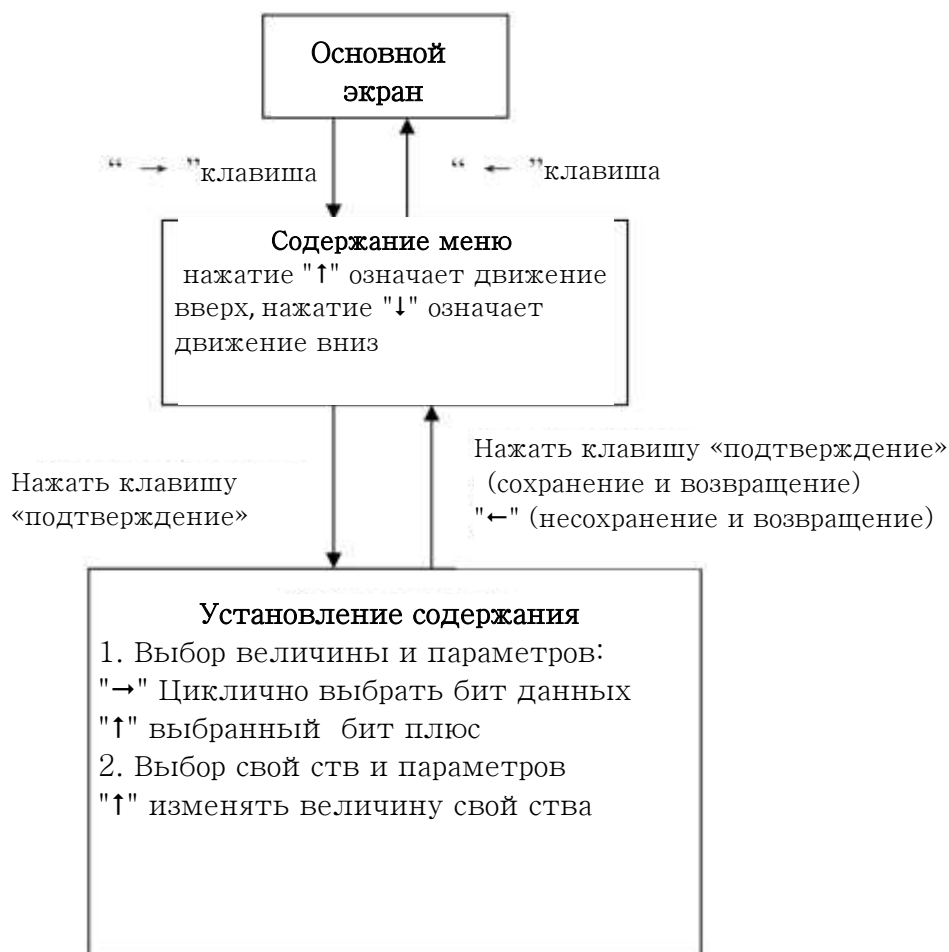 Основной
экран
“ → ”клавиша
“ ← ”клавиша
Содержание меню
нажатие "↑" означает движение
вверх, нажатие "↓" означает
движение вниз
Нажать клавишу
«подтверждение»
Нажать клавишу «подтверждение»
(сохранение и возвращение)
"←" (несохранение и возвращение)
Установление содержания
1. Выбор величины и параметров:
"→" Циклично выбрать бит данных
"↑" выбранный бит плюс
2. Выбор свой ств и параметров
"↑" изменять величину свой ства